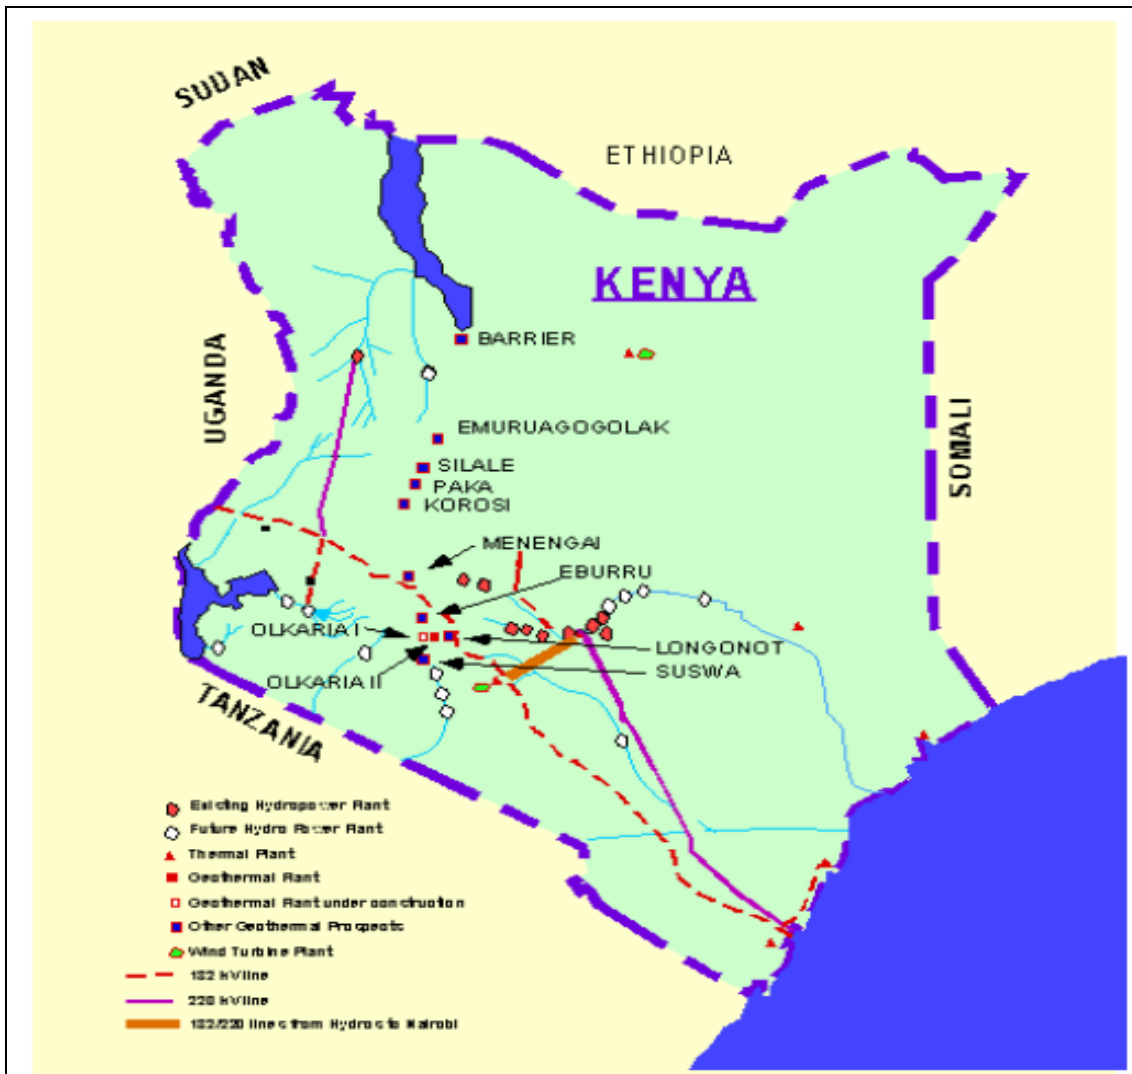 SUDAN
ETHIOPIA
KENYA
BARRIER
UGANDA
EMURUAGOGOLAK
SOMALI
SILALE
PAKA
KOROSI
MENENGAI
EBURRU
OLKARIA I
LONGONOT
SUSWA
OLKARIA II
TANZANIA
Existing Hydropower Plant
Future Hydro Power Plant
Thermal Plant
Geothermal Plant
Geothermal Plant under construction
Other Geothermal Prospects
Wind Turbine Plant
132 kV line
220 kV line
132/220 lines from Hydros to Nairobi